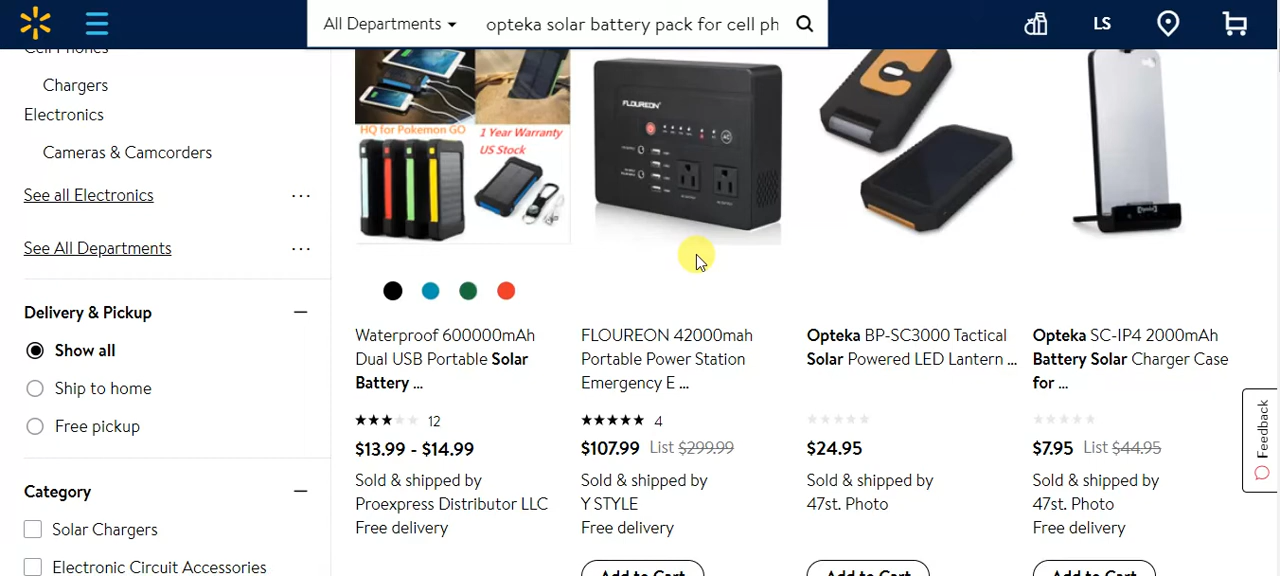 All Departments
opteka solar battery pack for cell ph
LS
Cell Phones
Chargers
Electronics
Cameras & Camcorders
See all Electronics
...
See All Departments
...
Delivery & Pickup
Show all
Ship to home
Free pickup
Category
Solar Chargers
Electronic Circuit Accessories
HQ for Pokemon GO
1 Year Warranty
US Stock
Waterproof 600000mAh
Dual USB Portable Solar
Battery ...
12
$13.99 - $14.99
Sold & shipped by
Proexpress Distributor LLC
Free delivery
FLOUREON
FLOUREON 42000mah
Portable Power Station
Emergency E ...
4
$107.99 List $299.99
Sold & shipped by
Y STYLE
Free delivery
Add to Cart
Opteka BP-SC3000 Tactical
Solar Powered LED Lantern ...
$24.95
Sold & shipped by
47st. Photo
Add to Cart
Opteka SC-IP4 2000mAh
Battery Solar Charger Case
for ...
$7.95 List $44.95
Sold & shipped by
47st. Photo
Free delivery
Add to Cart
Feedback